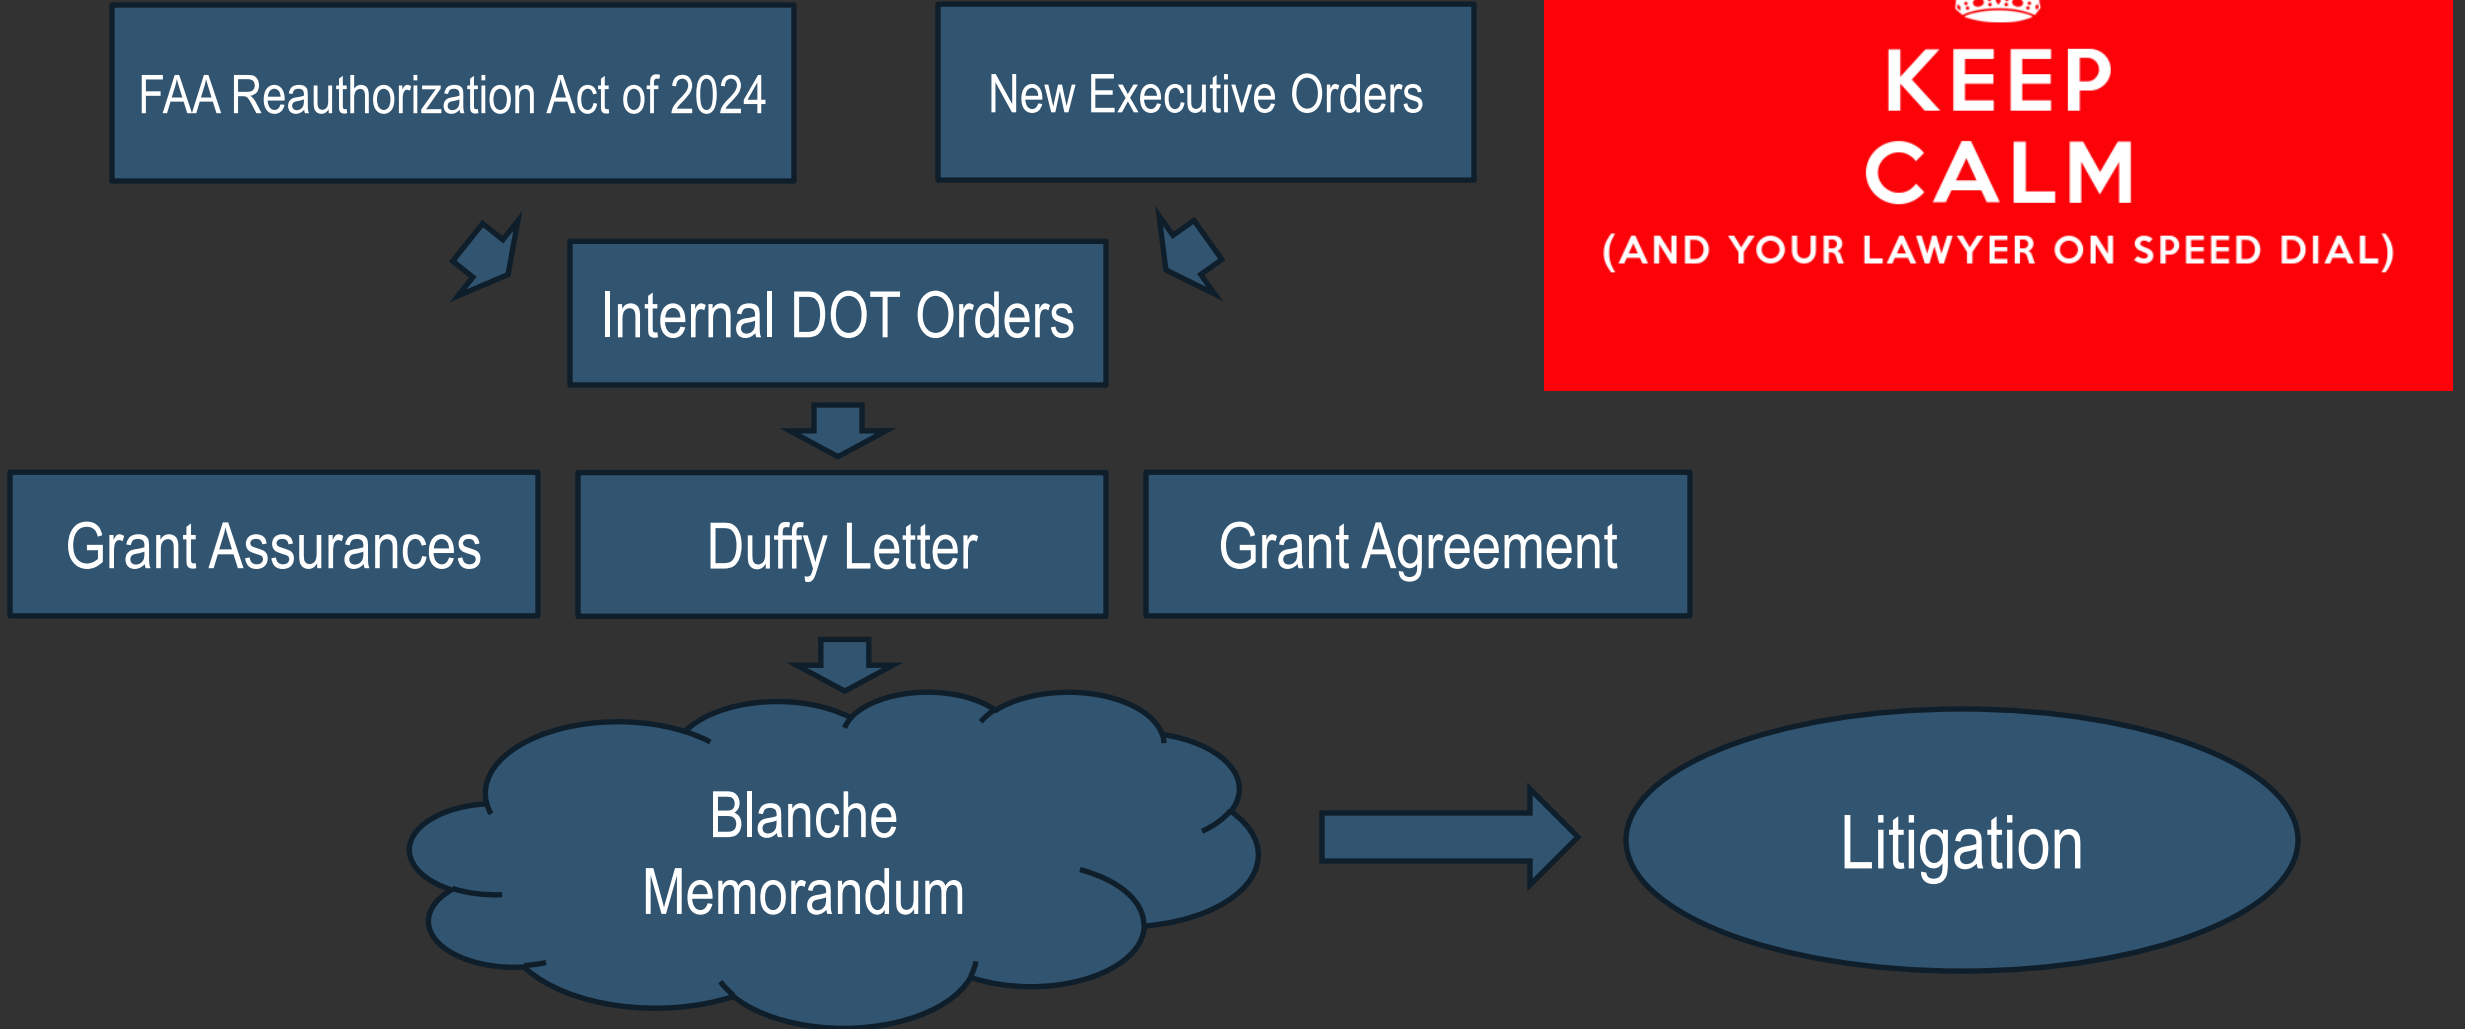 FAA Reauthorization Act of 2024
New Executive Orders
KEEP
CALM
(AND YOUR LAWYER ON SPEED DIAL)
Internal DOT Orders
Grant Assurances
Duffy Letter
Grant Agreement
Blanche
Memorandum
Litigation